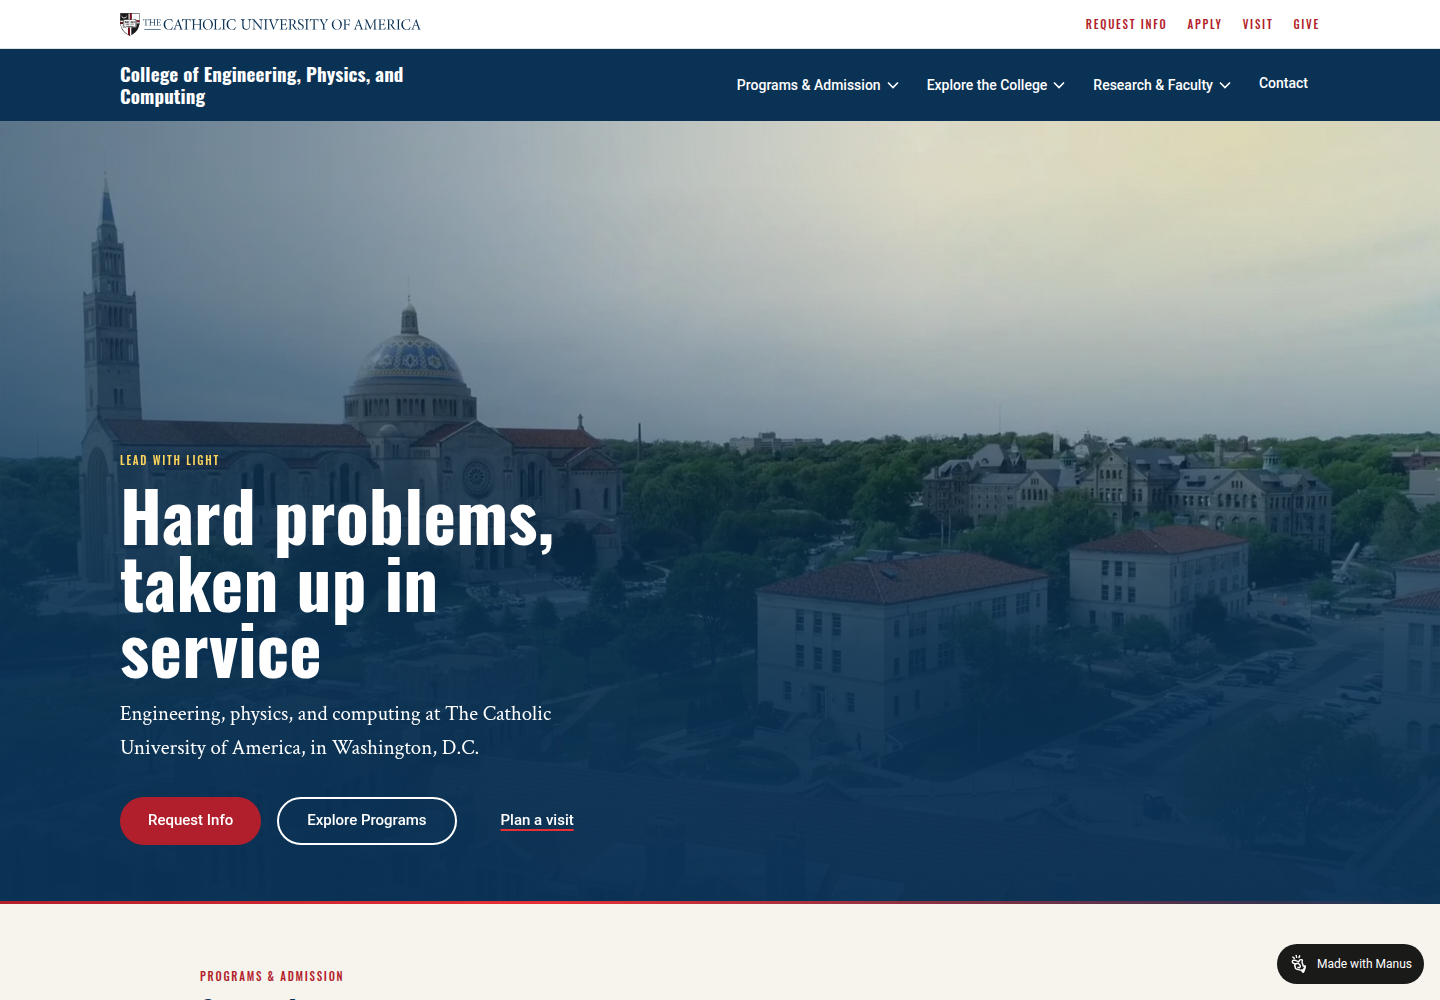 THE CATHOLIC UNIVERSITY OF AMERICA
REQUEST INFO
APPLY
VISIT
GIVE
College of Engineering, Physics, and
Computing
Programs & Admission
Explore the College
Research & Faculty
Contact
LEAD WITH LIGHT
Hard problems,
taken up in
service
Engineering, physics, and computing at The Catholic
University of America, in Washington, D.C.
Request Info
Explore Programs
Plan a visit
PROGRAMS & ADMISSION
Made with Manus